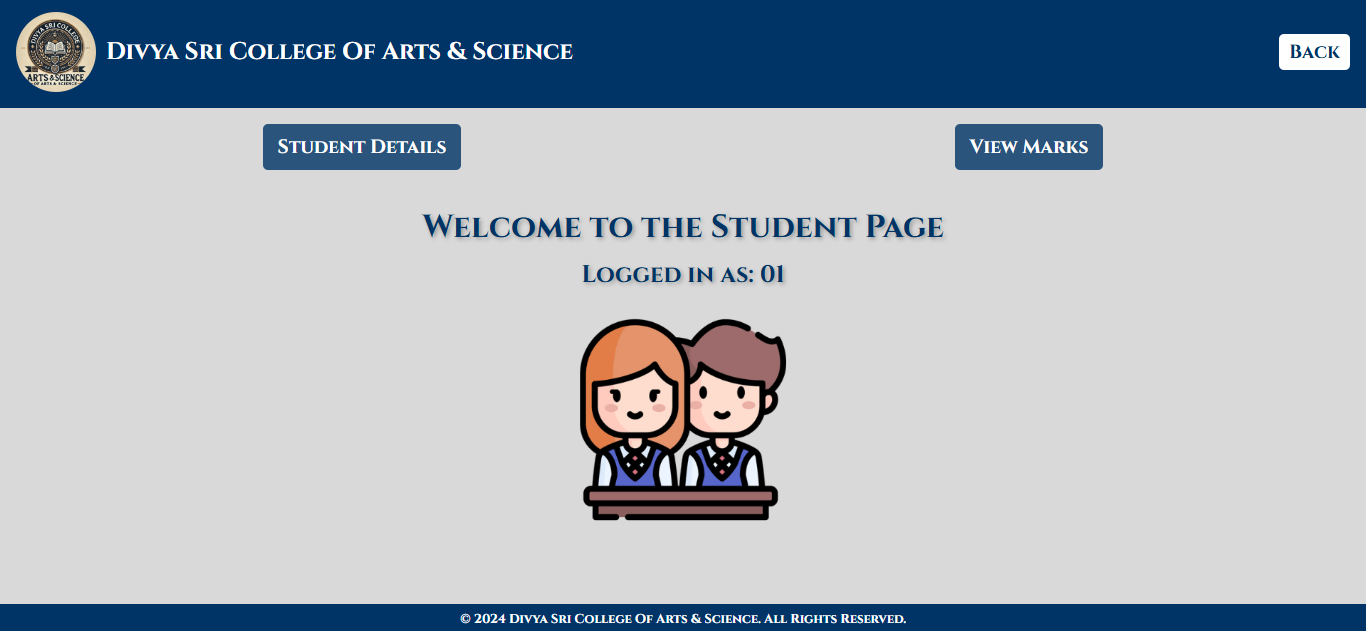 DIVYA SRI COLLEGE
ARTS & SCIENCE
OF ARTS & SCIENCE
Divya Sri College Of Arts & Science
Back
Student Details
View Marks
Welcome to the Student Page
Logged in as: 01
© 2024 Divya Sri College Of Arts & Science. All Rights Reserved.